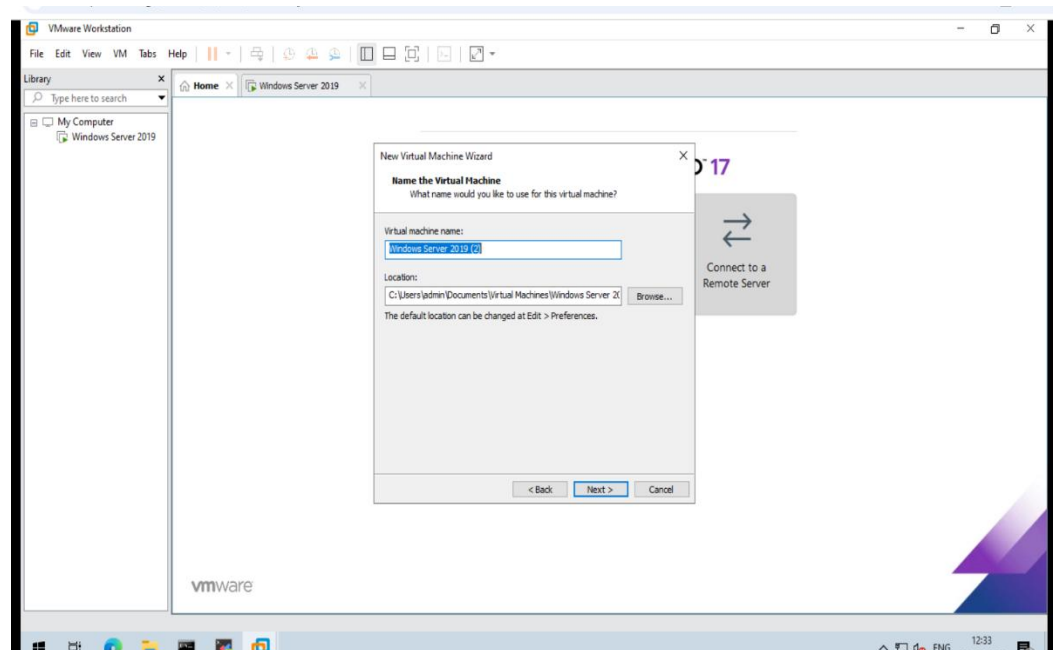 VMware Workstation
File Edit View VM Tabs Help
Library
Type here to search
Home
Windows Server 2019
My Computer
Windows Server 2019
17
New Virtual Machine Wizard
Name the Virtual Machine
What name would you like to use for this virtual machine?
Virtual machine name:
Windows Server 2019 (2)
Location:
C:\Users\admin\Documents\Virtual Machines\Windows Server 20
Browse...
The default location can be changed at Edit > Preferences.
< Back Next > Cancel
Connect to a
Remote Server
vmware
ENG
12:33